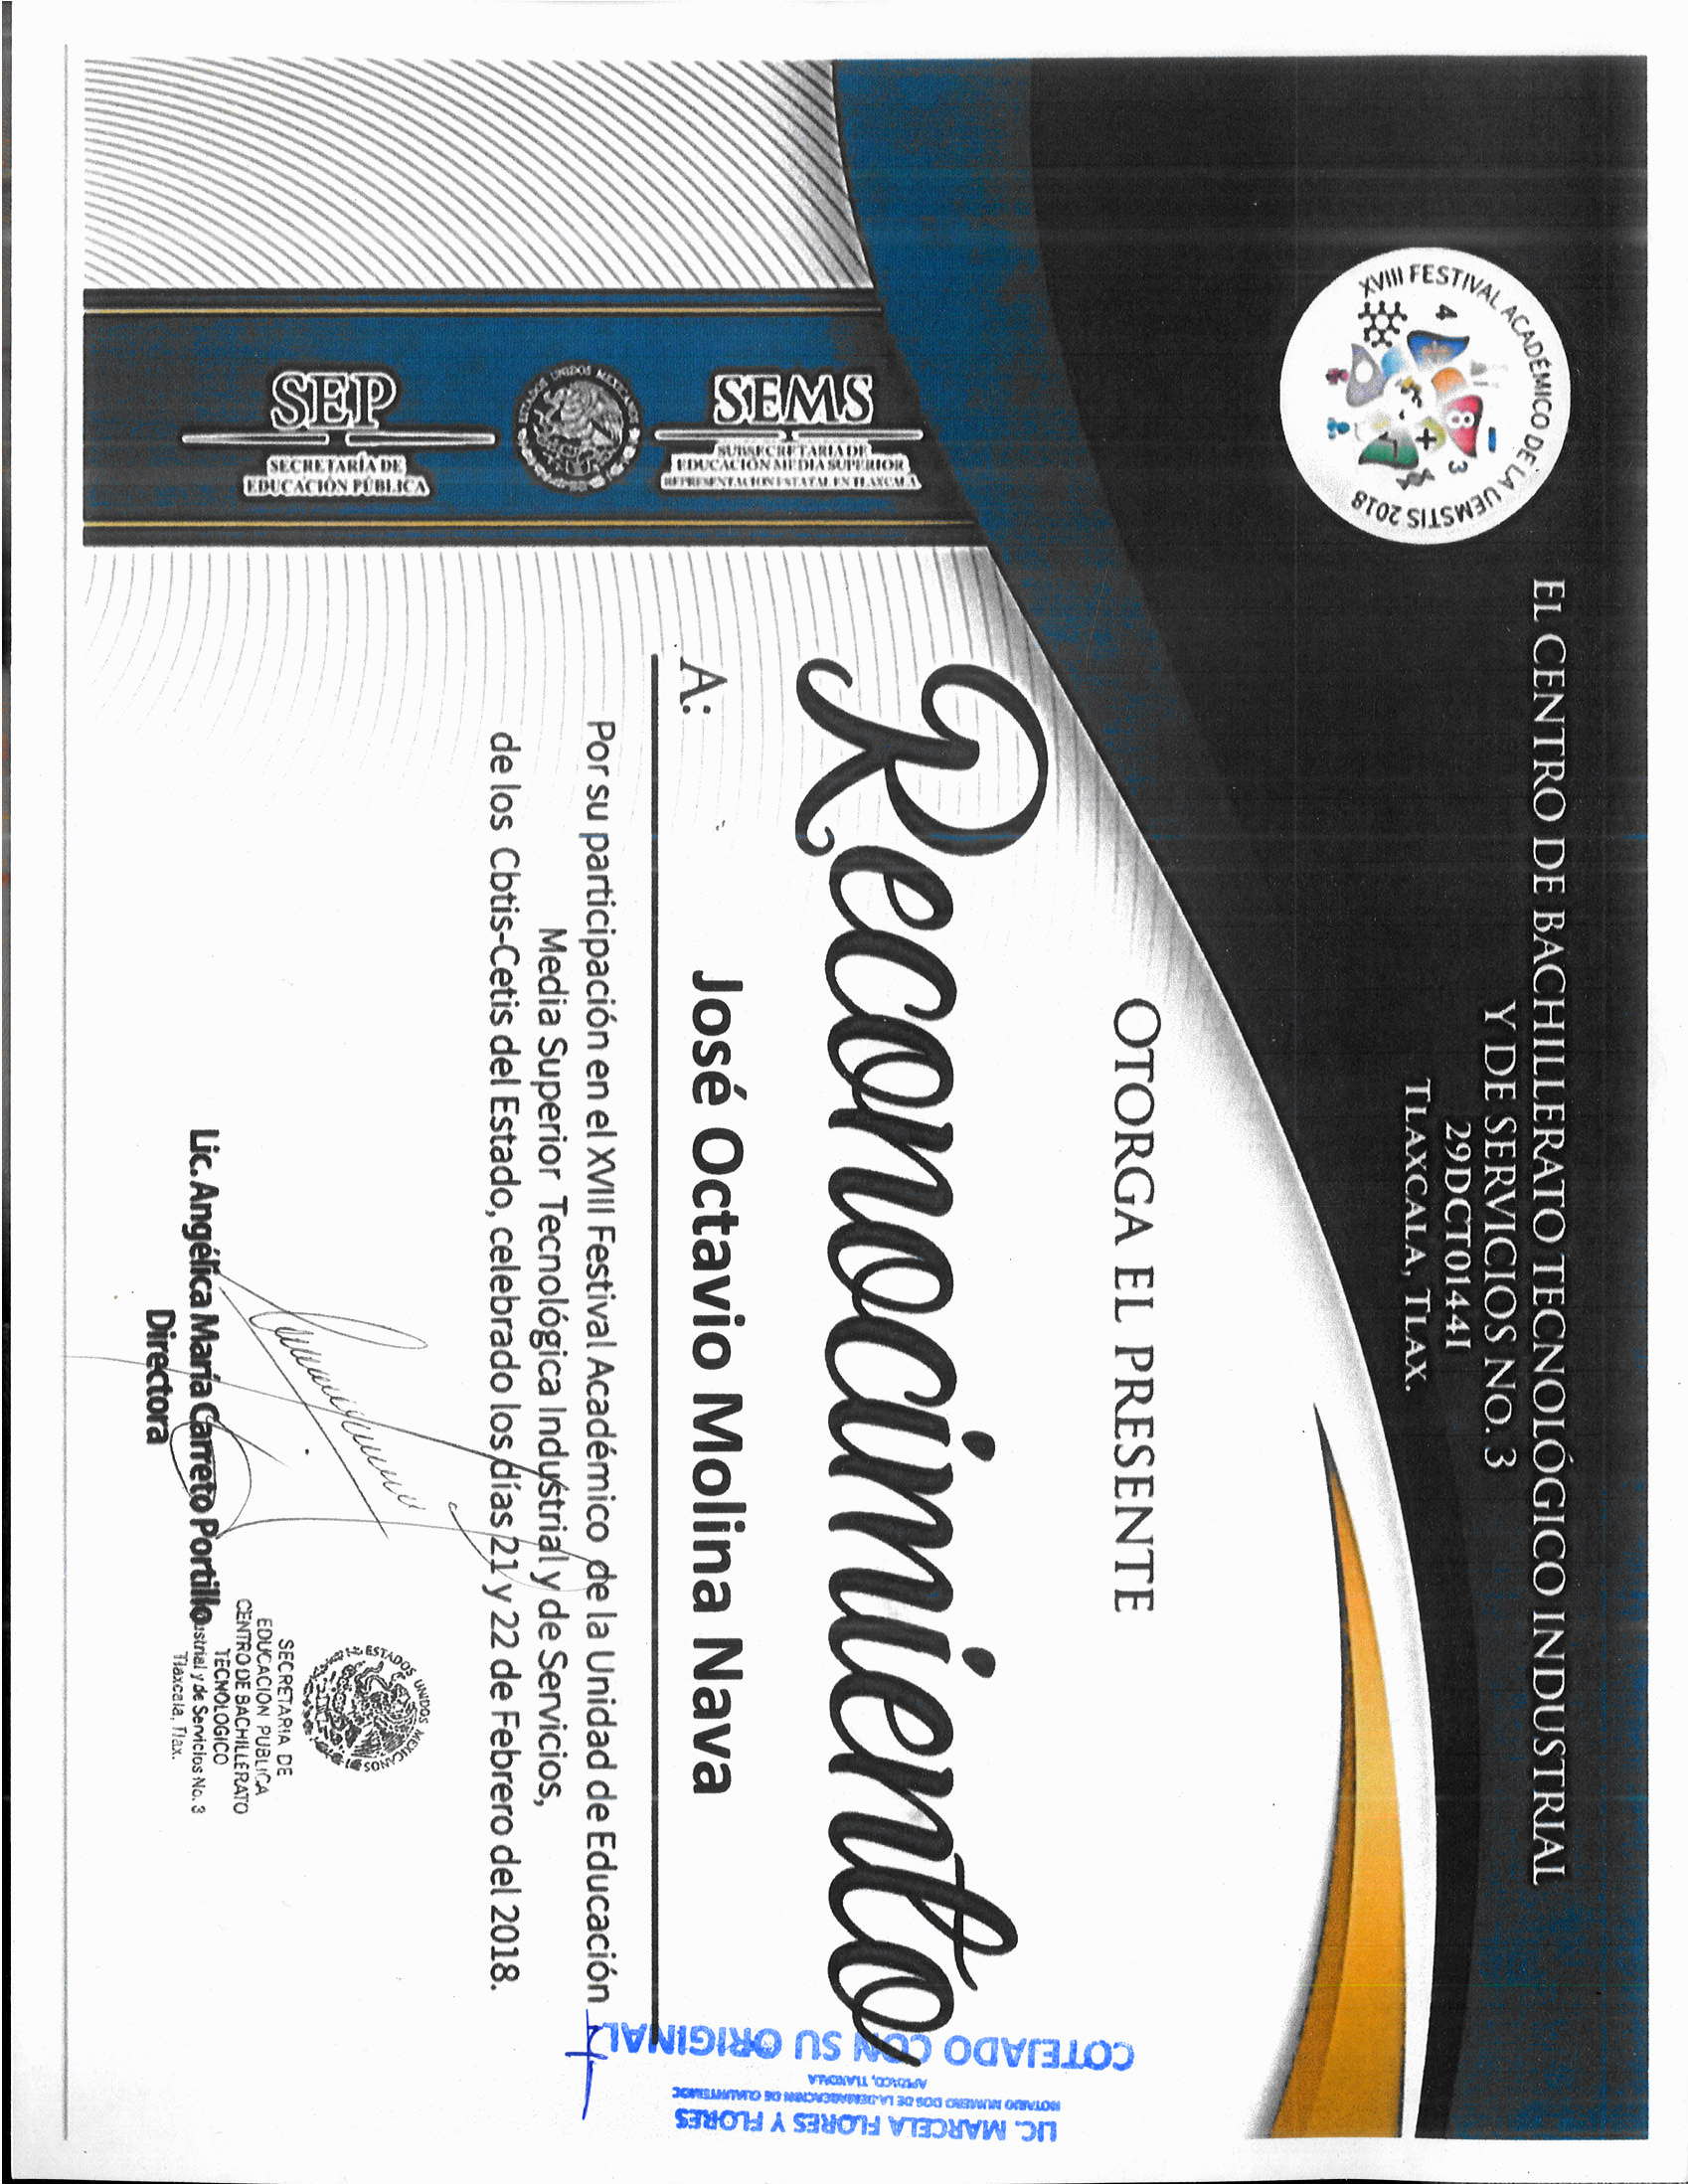 XVIII FESTIVAL ACADÉMICO DE LA UEMSTIS 2018
EL CENTRO DE BACHILLERATO TECNOLÓGICO INDUSTRIAL
Y DE SERVICIOS NO. 3
29DCT0144I
TLAXCALA, TLAX.
OTORGA EL PRESENTE
Reconocimiento
A:
José Octavio Molina Nava
Por su participación en el XVIII Festival Académico de la Unidad de Educación
Media Superior Tecnológica Industrial y de Servicios,
de los Cbtis-Cetis del Estado, celebrado los días 21 y 22 de Febrero del 2018.
Lic. Angélica María Carreto Portillo
Directora
SEMS
SUBSECRETARIA DE
EDUCACIÓN MEDIA SUPERIOR
REPRESENTACION ESTATAL EN TLAXCALA
ESTADOS UNIDOS MEXICANOS
SEP
SECRETARÍA DE
EDUCACIÓN PÚBLICA
ESTADOS UNIDOS MEXICANOS
SECRETARIA DE
EDUCACION PUBLICA
CENTRO DE BACHILLERATO
TECNOLOGICO
ustrial y de Servicios No. 3
Tlaxcala, Tlax.
LIC. MARCELA FLORES Y FLORES
NOTARIO NUMERO DOS DE LA DEMARCACION DE CUAUHTEMOC
APIZACO, TLAXCALA
COTEJADO CON SU ORIGINAL